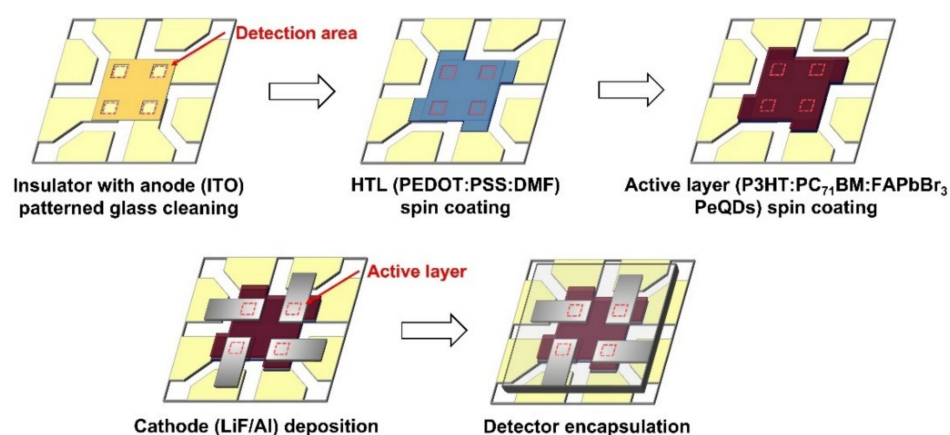 Detection area
Insulator with anode (ITO)
patterned glass cleaning
HTL (PEDOT:PSS:DMF)
spin coating
Active layer (P3HT:PC₇₁BM:FAPbBr₃
PeQDs) spin coating
Active layer
Cathode (LiF/Al) deposition
Detector encapsulation